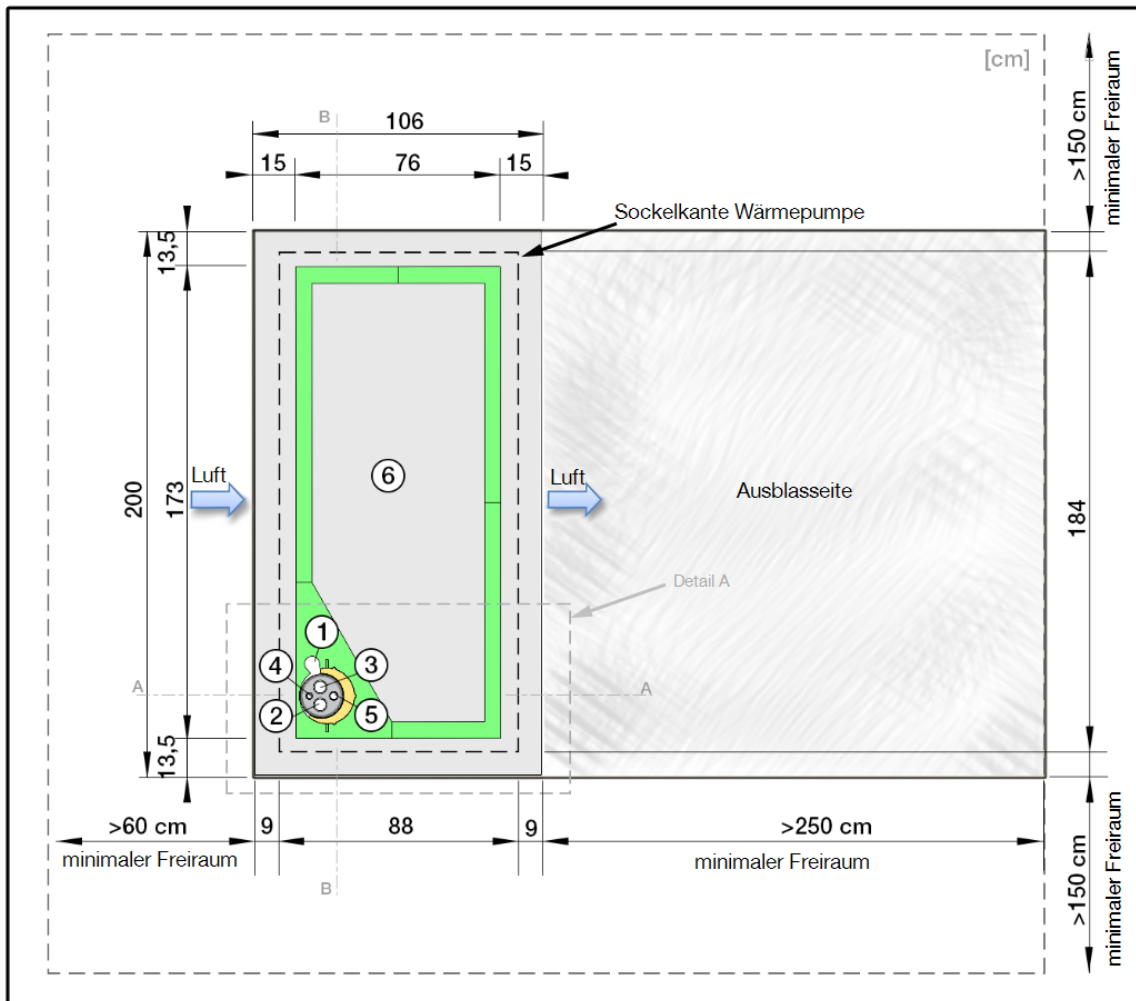 [cm]
>150 cm
minimaler Freiraum
B
106
15
76
15
Sockelkante Wärmepumpe
13,5
200
173
Luft
6
Luft
Ausblasseite
184
Detail A
1
4
3
A
A
2
5
13,5
>60 cm
9
88
9
>250 cm
minimaler Freiraum
minimaler Freiraum
B
>150 cm
minimaler Freiraum